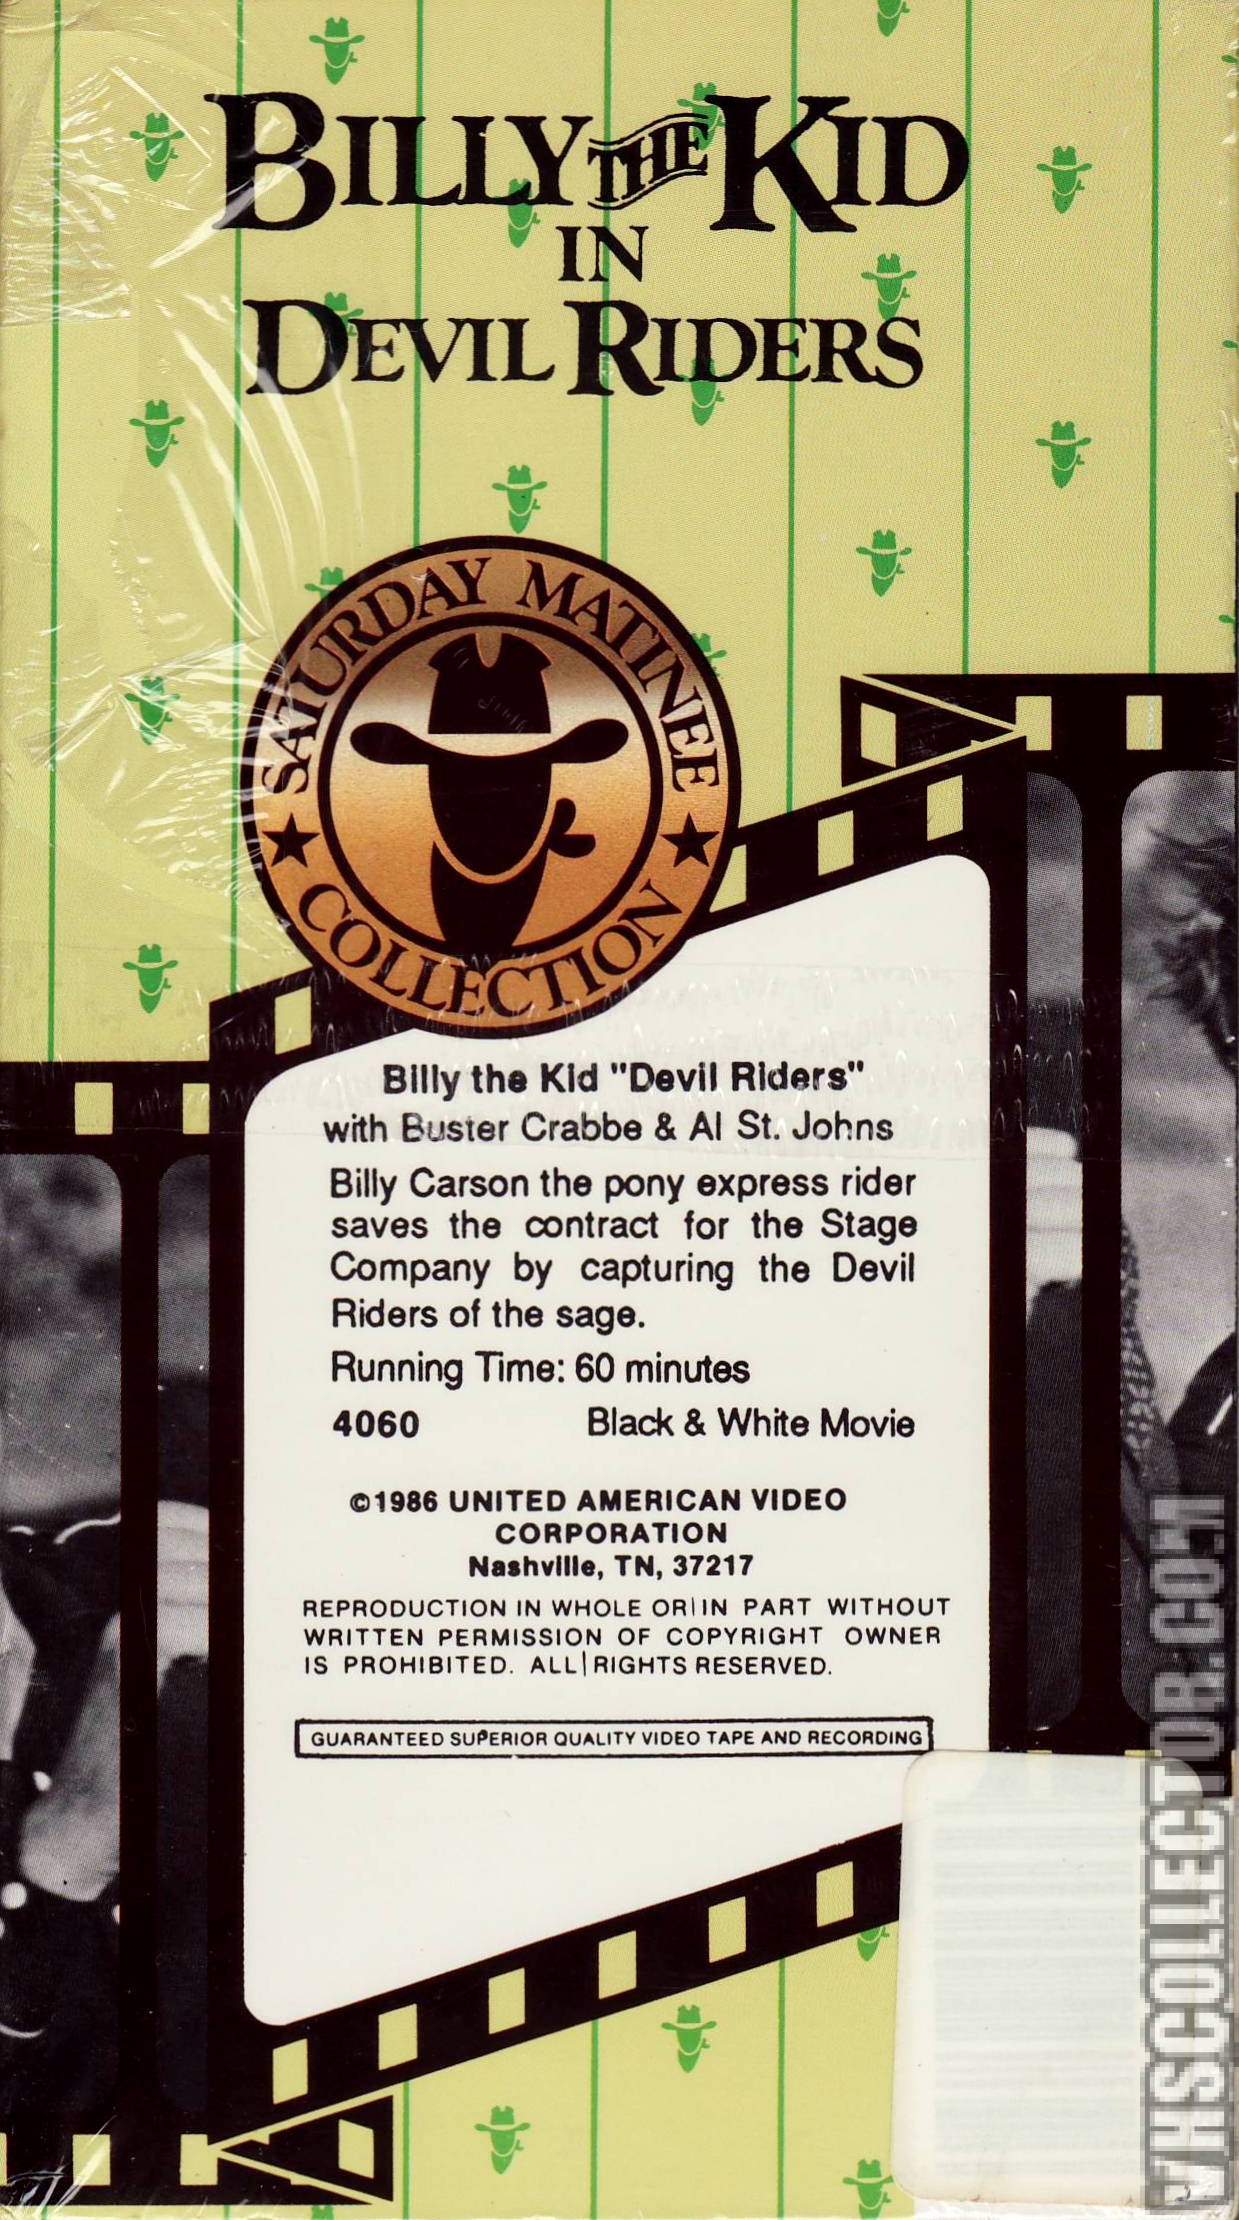 BILLY THE KID
IN
DEVIL RIDERS
SATURDAY MATINEE
COLLECTION
Billy the Kid "Devil Riders"
with Buster Crabbe & Al St. Johns
Billy Carson the pony express rider
saves the contract for the Stage
Company by capturing the Devil
Riders of the sage.
Running Time: 60 minutes
4060 Black & White Movie
©1986 UNITED AMERICAN VIDEO
CORPORATION
Nashville, TN, 37217
REPRODUCTION IN WHOLE OR IN PART WITHOUT
WRITTEN PERMISSION OF COPYRIGHT OWNER
IS PROHIBITED. ALL RIGHTS RESERVED.
GUARANTEED SUPERIOR QUALITY VIDEO TAPE AND RECORDING
VHSCOLLECTOR.COM